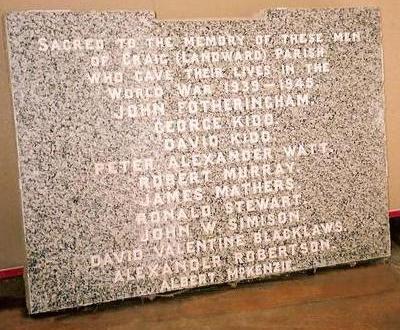 SACRED TO THE MEMORY OF THESE MEN
OF CRAIG (LANDWARD) PARISH
WHO GAVE THEIR LIVES IN THE
WORLD WAR 1939–1945
JOHN FOTHERINGHAM.
GEORGE KIDD.
DAVID KIDD.
PETER ALEXANDER WATT.
ROBERT MURRAY.
JAMES MATHERS.
RONALD STEWART.
JOHN W. SIMISON.
DAVID VALENTINE BLACKLAWS.
ALEXANDER ROBERTSON.
ALBERT MCKENZIE.